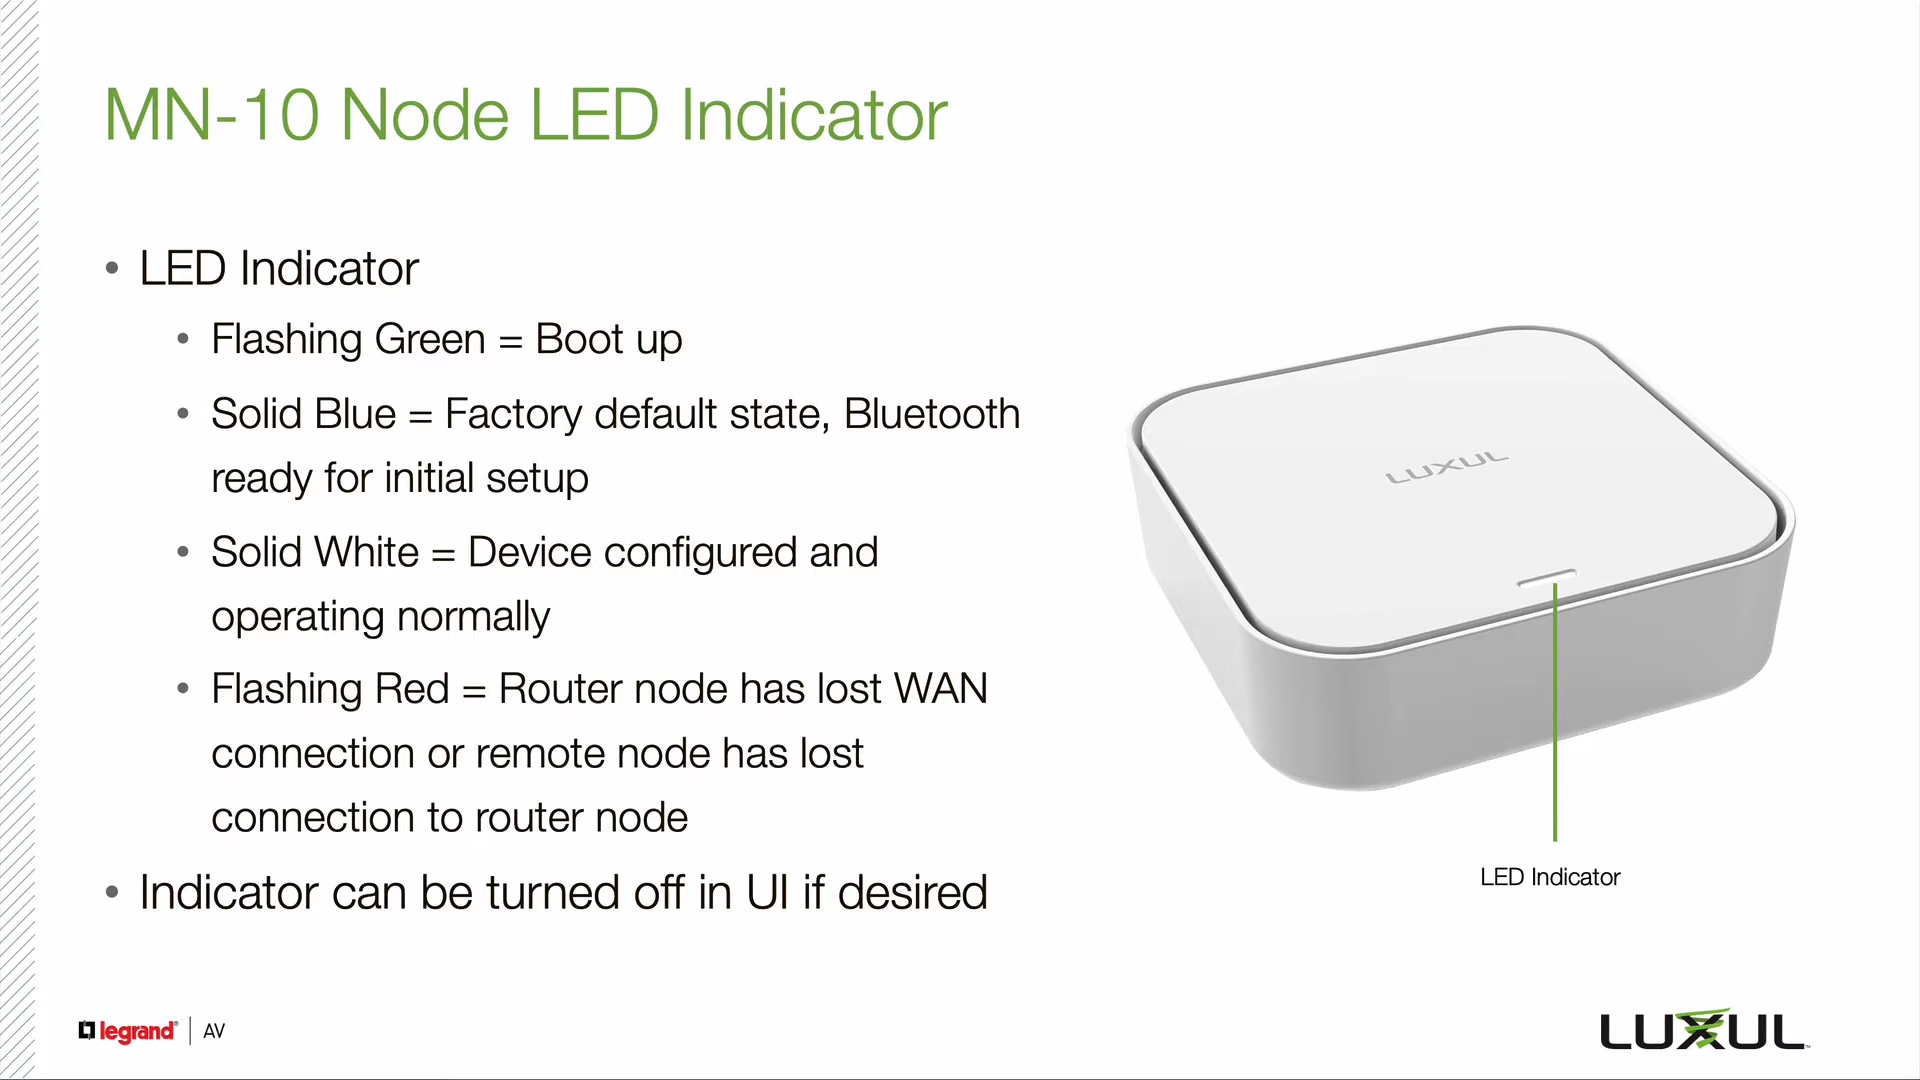 MN-10 Node LED Indicator
• LED Indicator
• Flashing Green = Boot up
• Solid Blue = Factory default state, Bluetooth
ready for initial setup
• Solid White = Device configured and
operating normally
• Flashing Red = Router node has lost WAN
connection or remote node has lost
connection to router node
• Indicator can be turned off in UI if desired
LUXUL
LED Indicator
legrand® | AV
LUXUL™